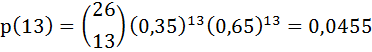 p(13) = (26 13) (0,35)¹³(0,65)¹³ = 0,0455